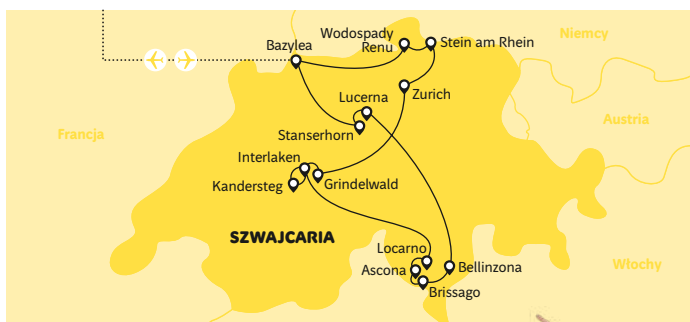 Wodospady
Renu
Stein am Rhein
Niemcy
Bazylea
Zurich
Lucerna
Austria
Stanserhorn
Francja
Interlaken
Kandersteg
Grindelwald
SZWAJCARIA
Locarno
Włochy
Ascona
Bellinzona
Brissago